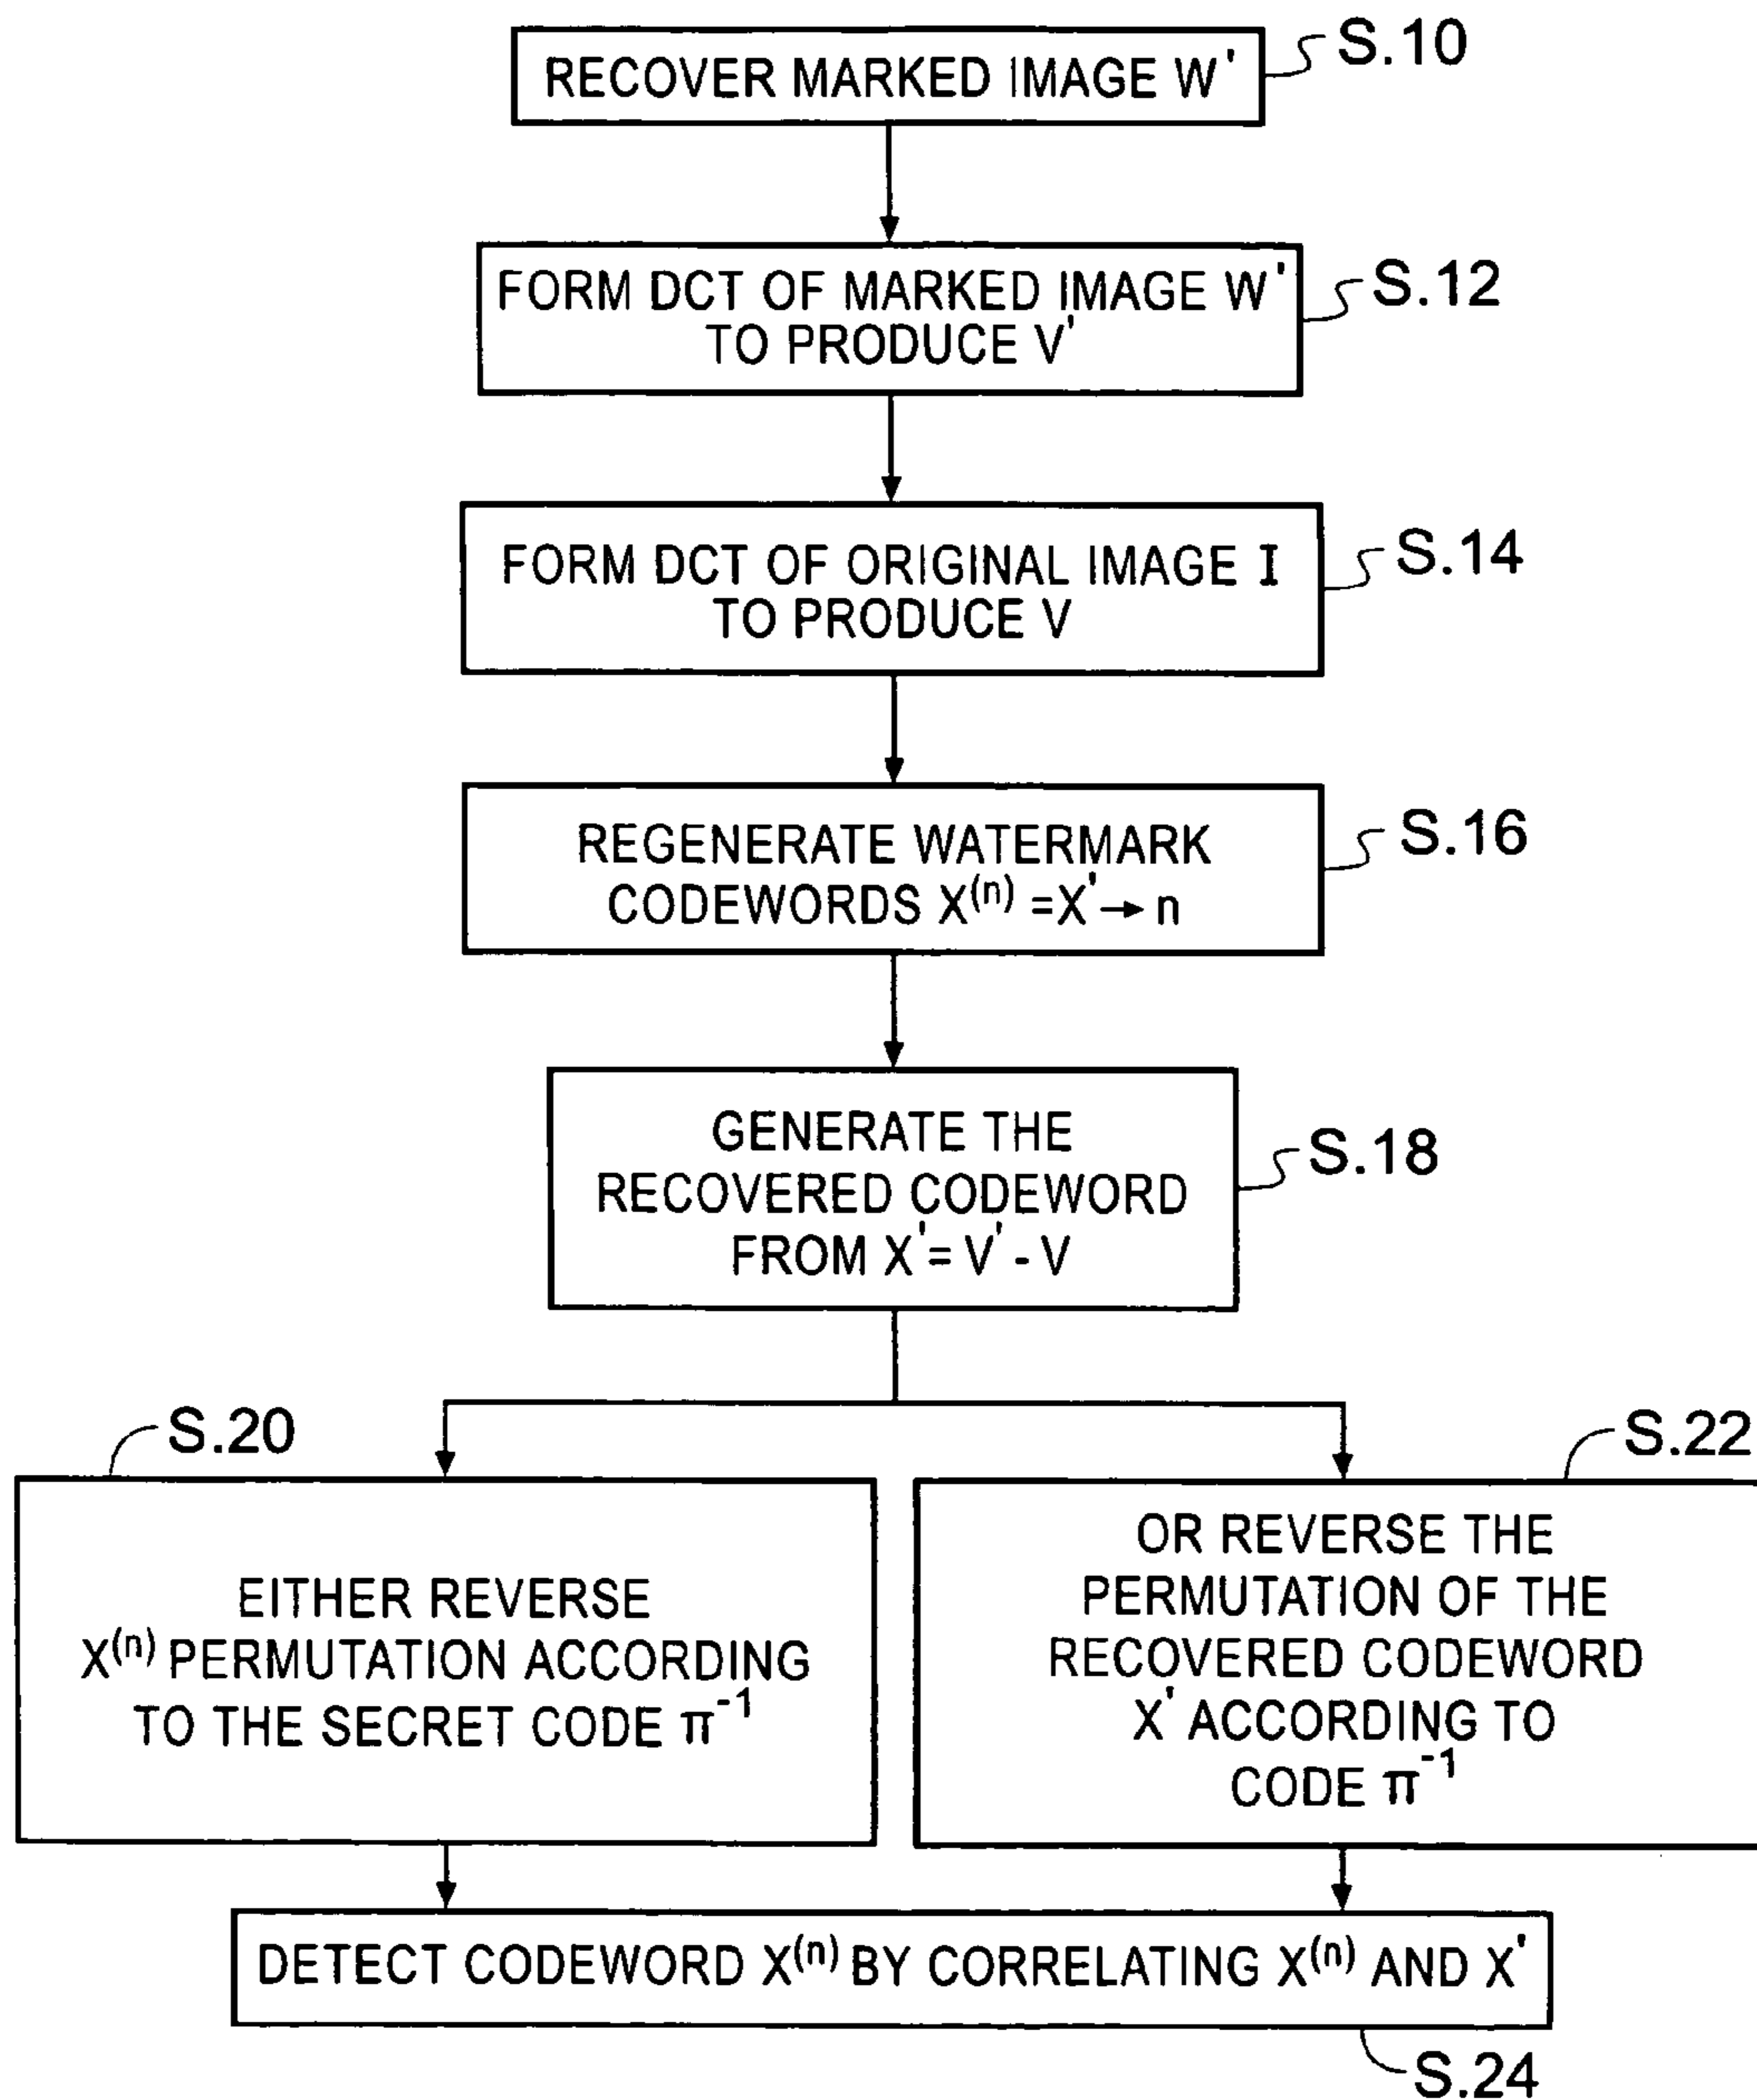 RECOVER MARKED IMAGE W'
S.10
FORM DCT OF MARKED IMAGE W'
TO PRODUCE V'
S.12
FORM DCT OF ORIGINAL IMAGE I
TO PRODUCE V
S.14
REGENERATE WATERMARK
CODEWORDS X⁽ⁿ⁾ =X' → n
S.16
GENERATE THE
RECOVERED CODEWORD
FROM X' = V' - V
S.18
S.20
EITHER REVERSE
X⁽ⁿ⁾ PERMUTATION ACCORDING
TO THE SECRET CODE π⁻¹
S.22
OR REVERSE THE
PERMUTATION OF THE
RECOVERED CODEWORD
X' ACCORDING TO
CODE π⁻¹
DETECT CODEWORD X⁽ⁿ⁾ BY CORRELATING X⁽ⁿ⁾ AND X'
S.24